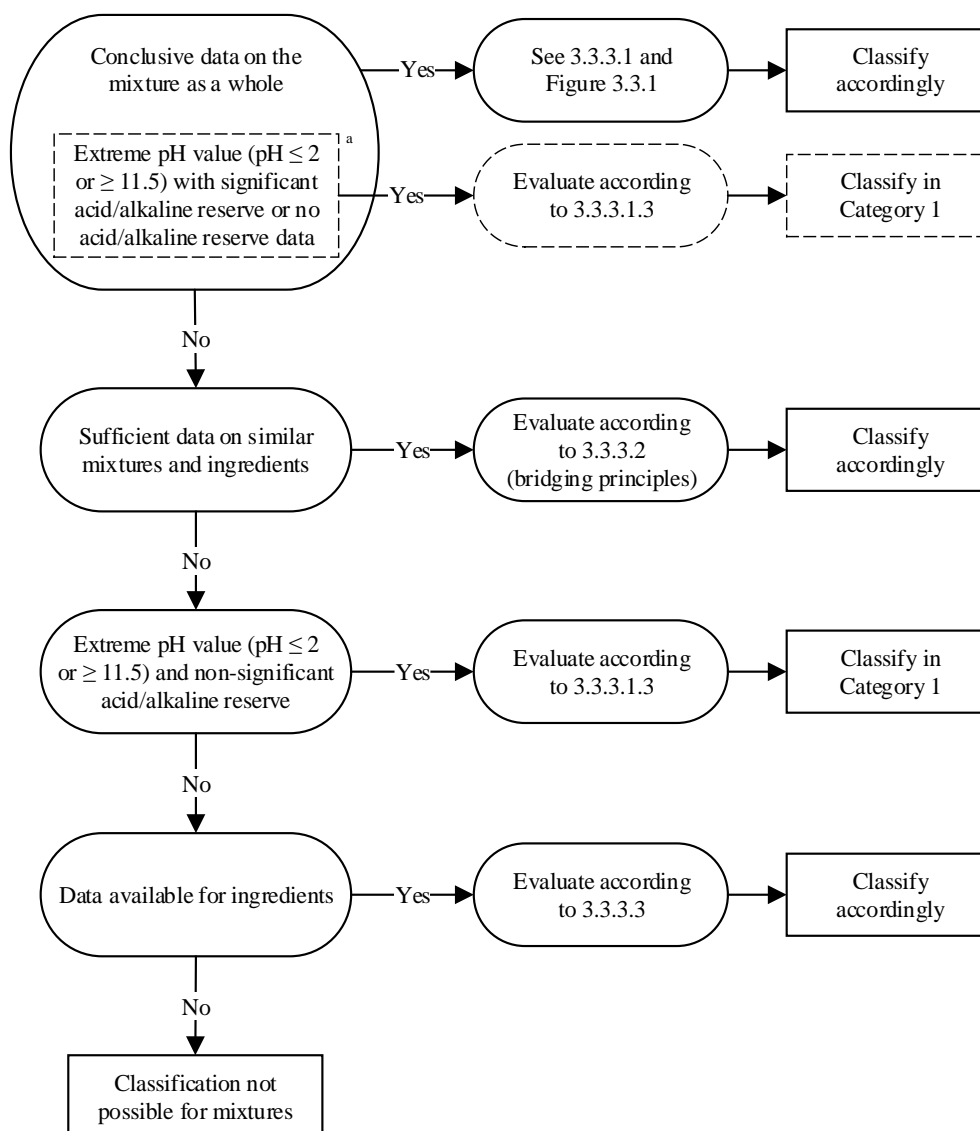 Conclusive data on the
mixture as a whole
Yes
See 3.3.3.1 and
Figure 3.3.1
Classify
accordingly
a
Extreme pH value (pH ≤ 2
or ≥ 11.5) with significant
acid/alkaline reserve or no
acid/alkaline reserve data
Yes
Evaluate according
to 3.3.3.1.3
Classify in
Category 1
No
Sufficient data on similar
mixtures and ingredients
Yes
Evaluate according
to 3.3.3.2
(bridging principles)
Classify
accordingly
No
Extreme pH value (pH ≤ 2
or ≥ 11.5) and non-significant
acid/alkaline reserve
Yes
Evaluate according
to 3.3.3.1.3
Classify in
Category 1
No
Data available for ingredients
Yes
Evaluate according
to 3.3.3.3
Classify
accordingly
No
Classification not
possible for mixtures